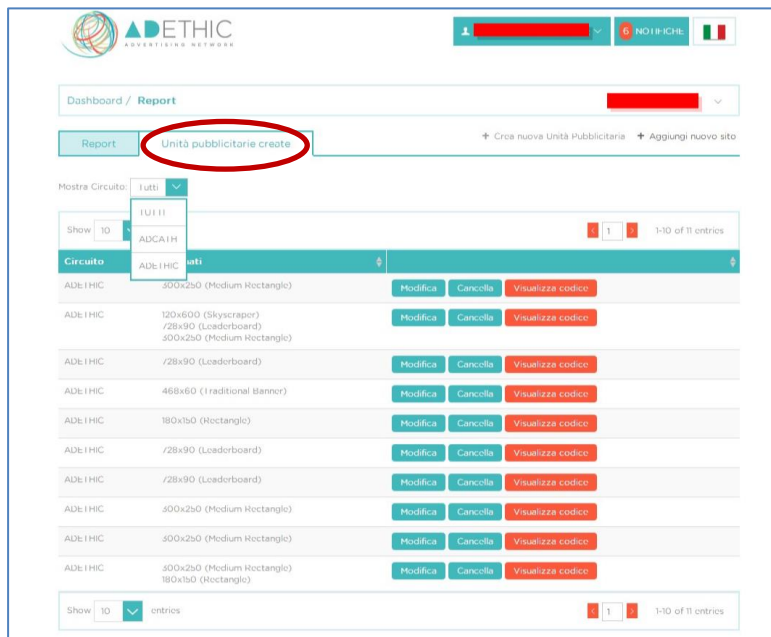 ADETHIC
ADVERTISING NETWORK
6 NOTIFICHE
Dashboard / Report
Report
Unità pubblicitarie create
+ Crea nuova Unità Pubblicitaria + Aggiungi nuovo sito
Mostra Circuito: Tutti
TUTTI
ADCATH
ADETHIC
Show 10
1
1-10 of 11 entries
Circuito
ADETHIC 300x250 (Medium Rectangle) Modifica Cancella Visualizza codice
ADETHIC 120x600 (Skyscraper) Modifica Cancella Visualizza codice
728x90 (Leaderboard)
300x250 (Medium Rectangle)
ADETHIC 728x90 (Leaderboard) Modifica Cancella Visualizza codice
ADETHIC 468x60 (Traditional Banner) Modifica Cancella Visualizza codice
ADETHIC 180x150 (Rectangle) Modifica Cancella Visualizza codice
ADETHIC 728x90 (Leaderboard) Modifica Cancella Visualizza codice
ADETHIC 728x90 (Leaderboard) Modifica Cancella Visualizza codice
ADETHIC 300x250 (Medium Rectangle) Modifica Cancella Visualizza codice
ADETHIC 300x250 (Medium Rectangle) Modifica Cancella Visualizza codice
ADETHIC 300x250 (Medium Rectangle) Modifica Cancella Visualizza codice
180x150 (Rectangle)
Show 10 entries
1
1-10 of 11 entries